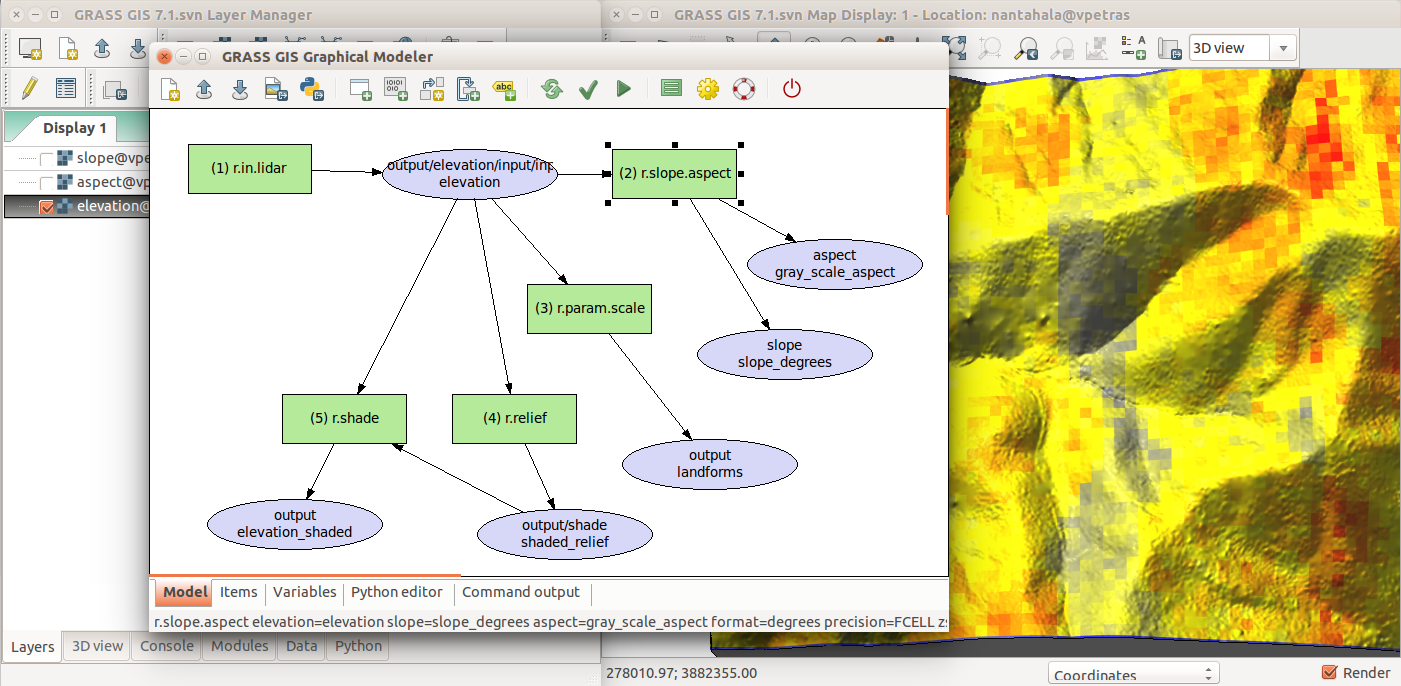 GRASS GIS 7.1.svn Layer Manager
GRASS GIS 7.1.svn Map Display: 1 - Location: nantahala@vpetras
GRASS GIS Graphical Modeler
3D view
A
010
abc
Display 1
slope@vpe
aspect@vp
elevation@
(1) r.in.lidar
output/elevation/input/inp
elevation
(2) r.slope.aspect
aspect
gray_scale_aspect
(3) r.param.scale
slope
slope_degrees
(5) r.shade
(4) r.relief
output
landforms
output
elevation_shaded
output/shade
shaded_relief
Model
Items
Variables
Python editor
Command output
r.slope.aspect elevation=elevation slope=slope_degrees aspect=gray_scale_aspect format=degrees precision=FCELL zs
Layers
3D view
Console
Modules
Data
Python
278010.97; 3882355.00
Coordinates
Render